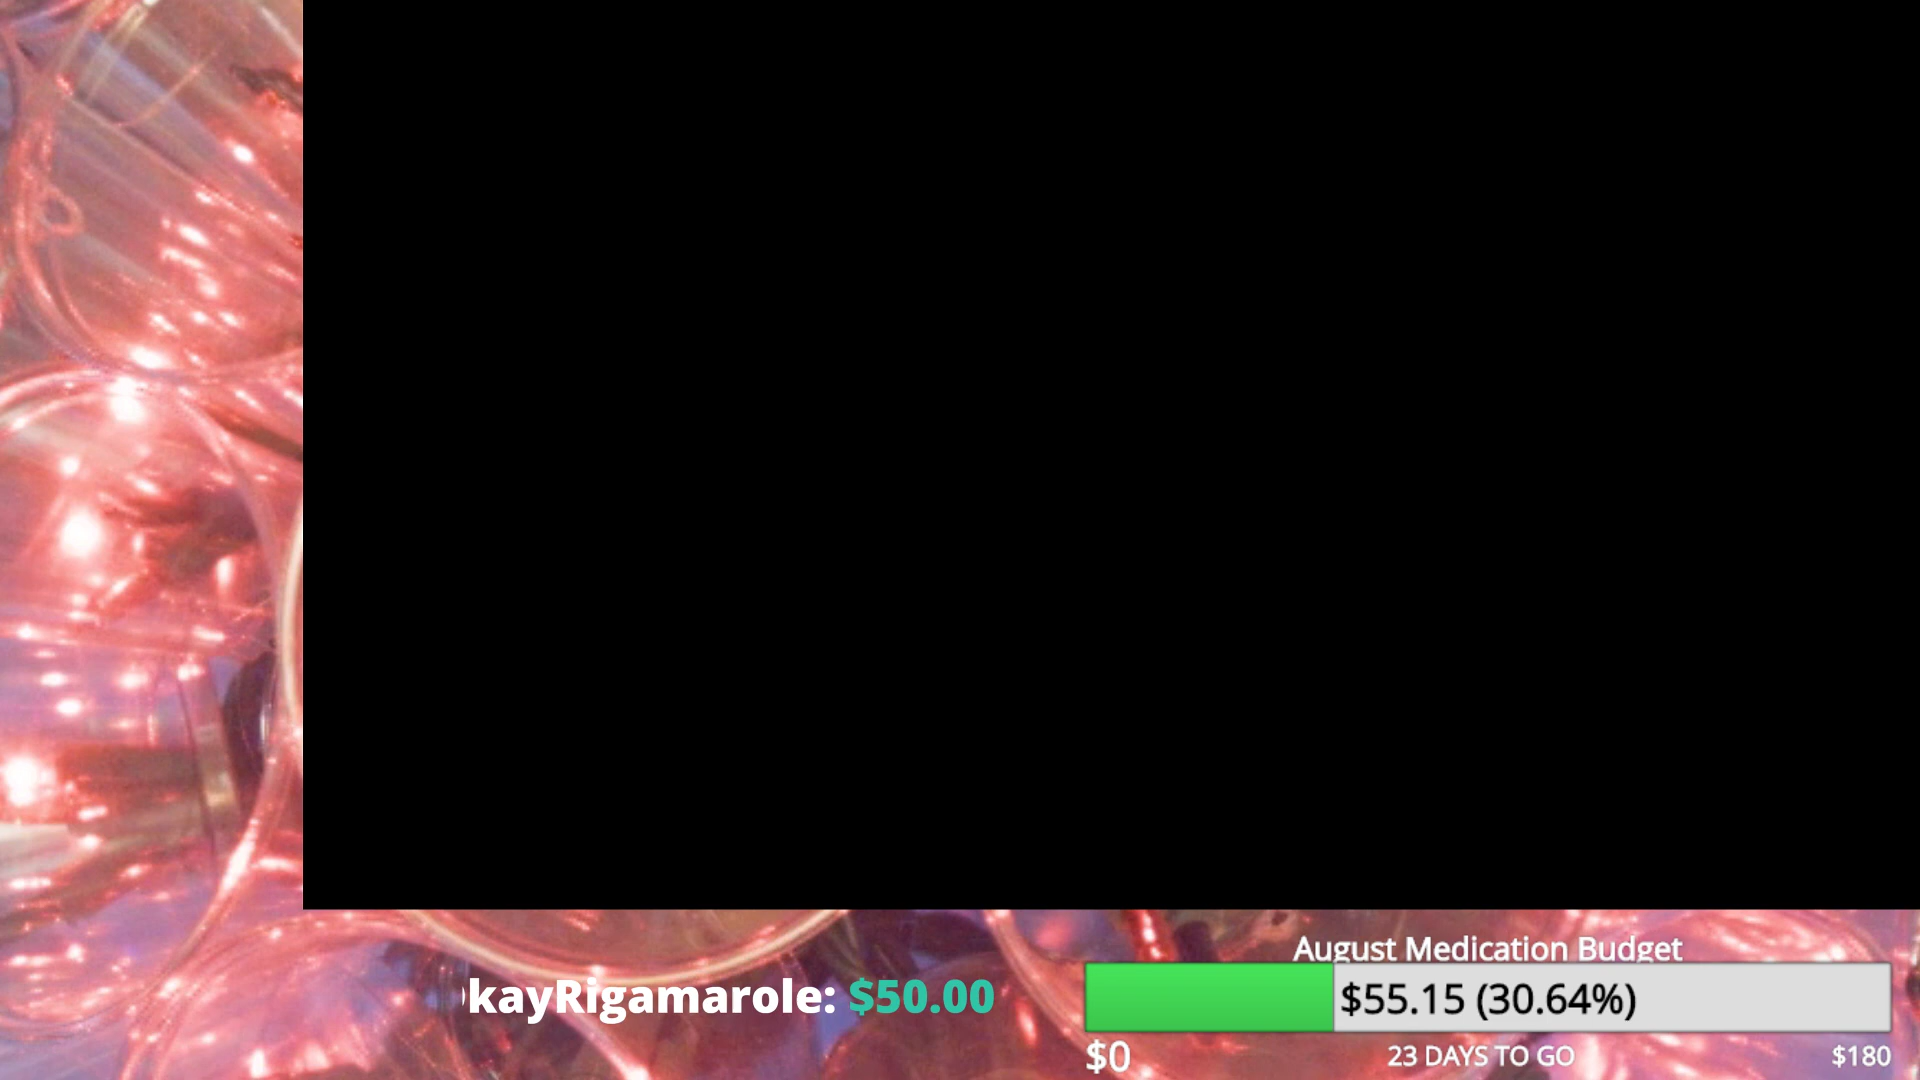 August Medication Budget
kayRigamarole: $50.00
$55.15 (30.64%)
$0
23 DAYS TO GO
$180